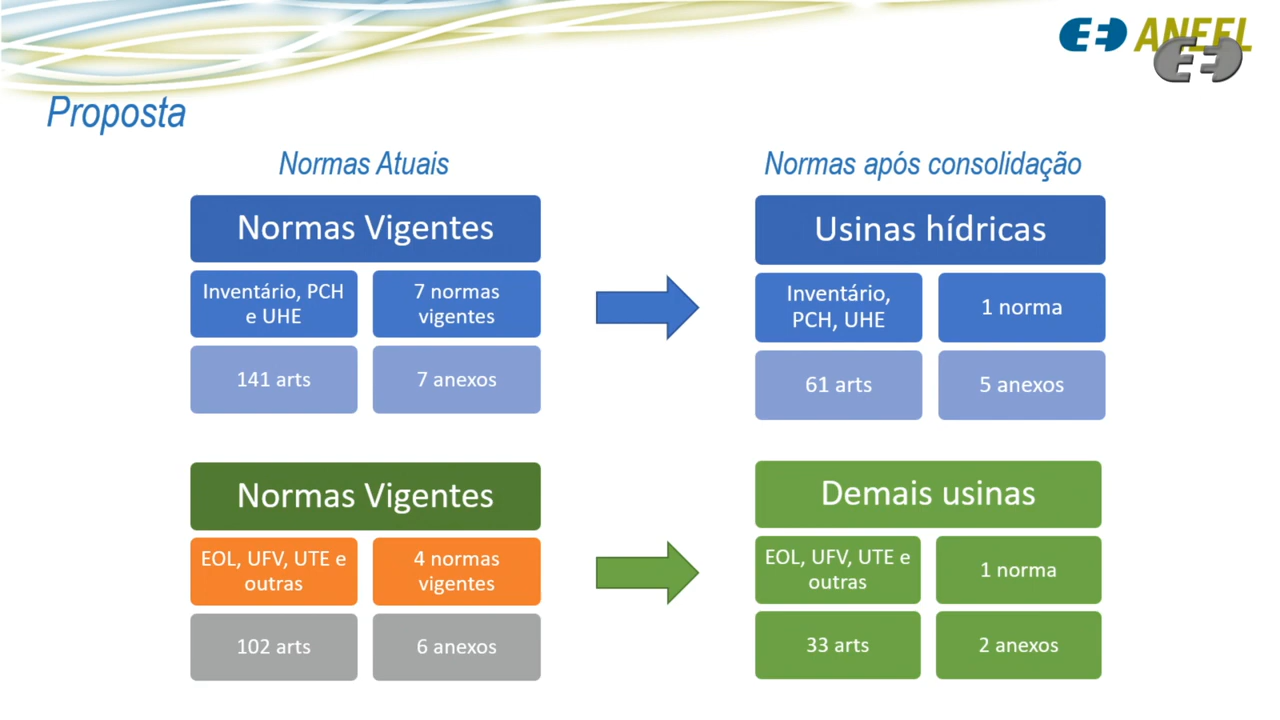 ANEEL
Proposta
Normas Atuais
Normas após consolidação
Normas Vigentes
Inventário, PCH
e UHE
7 normas
vigentes
141 arts
7 anexos
Usinas hídricas
Inventário,
PCH, UHE
1 norma
61 arts
5 anexos
Normas Vigentes
EOL, UFV, UTE e
outras
4 normas
vigentes
102 arts
6 anexos
Demais usinas
EOL, UFV, UTE e
outras
1 norma
33 arts
2 anexos